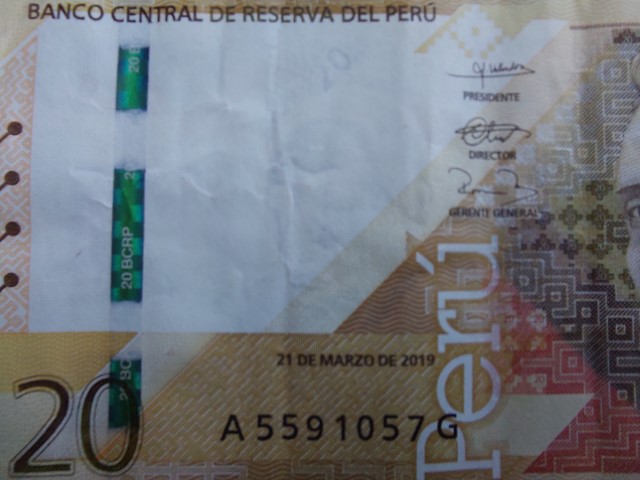 BANCO CENTRAL DE RESERVA DEL PERÚ
PRESIDENTE
DIRECTOR
GERENTE GENERAL
20 BCRP
Perú
21 DE MARZO DE 2019
A5591057G
20